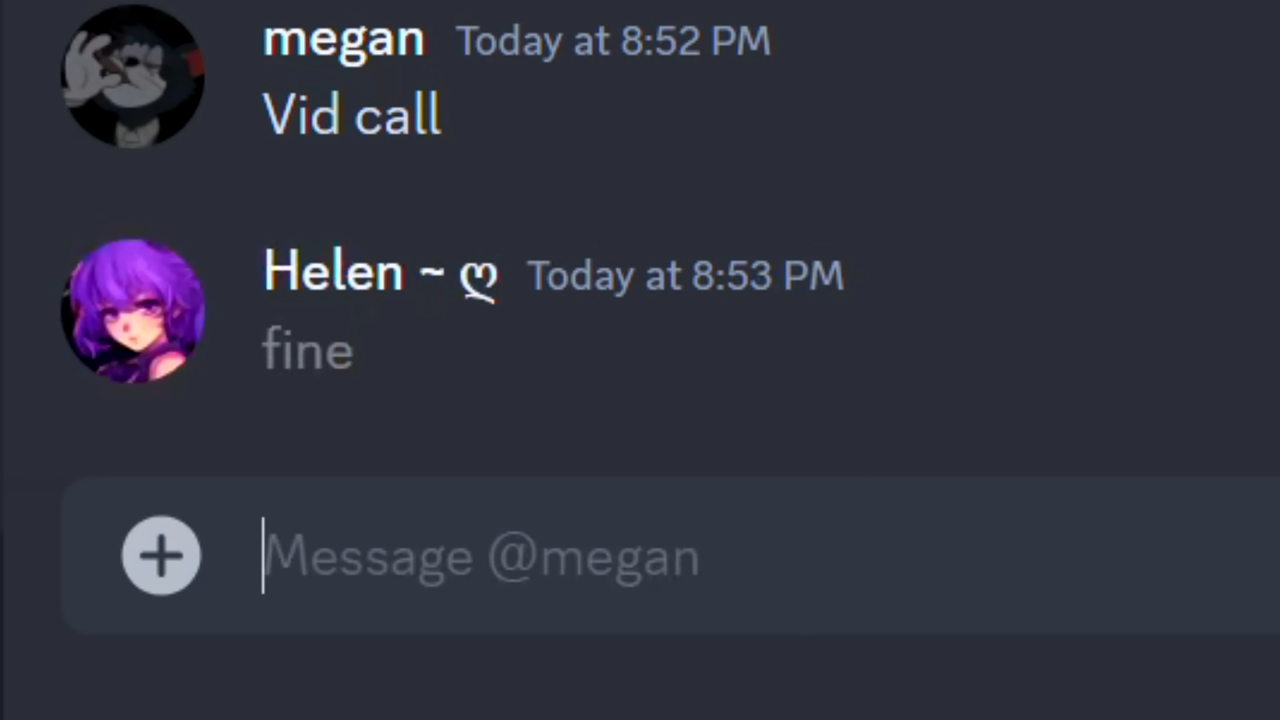 megan Today at 8:52 PM
Vid call
Helen ~ ღ Today at 8:53 PM
fine
Message @megan